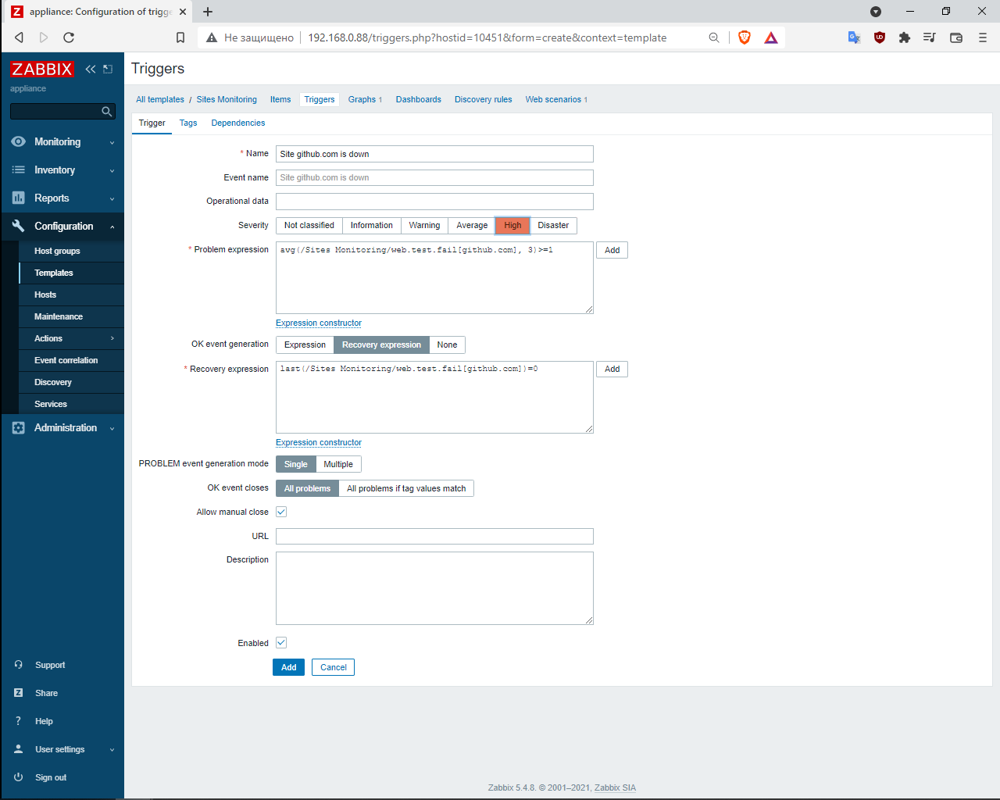 appliance: Configuration of trigge
Не защищено 192.168.0.88/triggers.php?hostid=10451&form=create&context=template
ZABBIX
appliance
Monitoring
Inventory
Reports
Configuration
Host groups
Templates
Hosts
Maintenance
Actions
Event correlation
Discovery
Services
Administration
Support
Share
Help
User settings
Sign out
Triggers
All templates / Sites Monitoring Items Triggers Graphs 1 Dashboards Discovery rules Web scenarios 1
Trigger Tags Dependencies
* Name Site github.com is down
Event name Site github.com is down
Operational data
Severity Not classified Information Warning Average High Disaster
* Problem expression avg(/Sites Monitoring/web.test.fail[github.com], 3)>=1 Add
Expression constructor
OK event generation Expression Recovery expression None
* Recovery expression last(/Sites Monitoring/web.test.fail[github.com])=0 Add
Expression constructor
PROBLEM event generation mode Single Multiple
OK event closes All problems All problems if tag values match
Allow manual close
URL
Description
Enabled
Add Cancel
Zabbix 5.4.8. © 2001–2021, Zabbix SIA